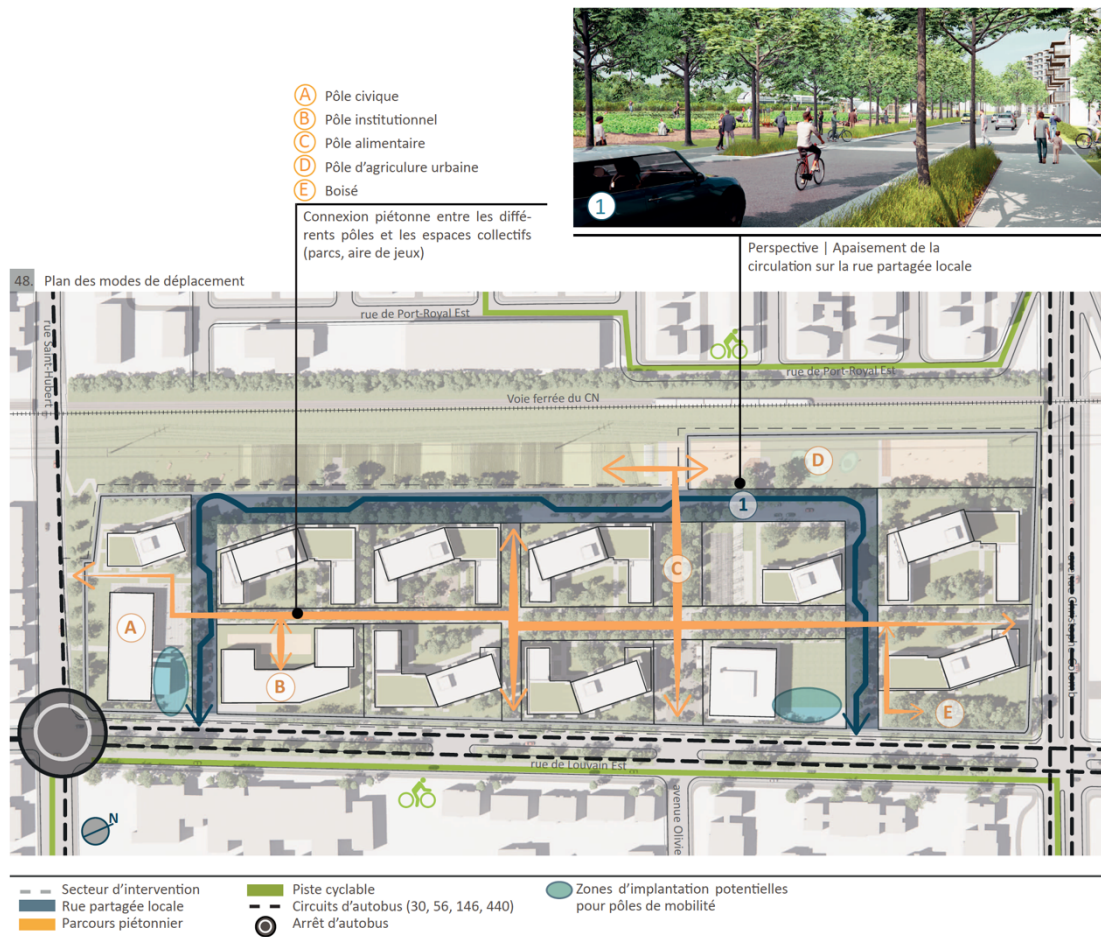 A Pôle civique
B Pôle institutionnel
C Pôle alimentaire
D Pôle d'agriculure urbaine
E Boisé
Connexion piétonne entre les diffé-
rents pôles et les espaces collectifs
(parcs, aire de jeux)
1
Perspective | Apaisement de la
circulation sur la rue partagée locale
48. Plan des modes de déplacement
rue de Port-Royal Est
rue Saint-Hubert
rue de Port-Royal Est
Voie ferrée du CN
D
1
C
A
B
E
rue de Louvain Est
avenue Olivie
N
Secteur d'intervention
Rue partagée locale
Parcours piétonnier
Piste cyclable
Circuits d'autobus (30, 56, 146, 440)
Arrêt d'autobus
Zones d'implantation potentielles
pour pôles de mobilité